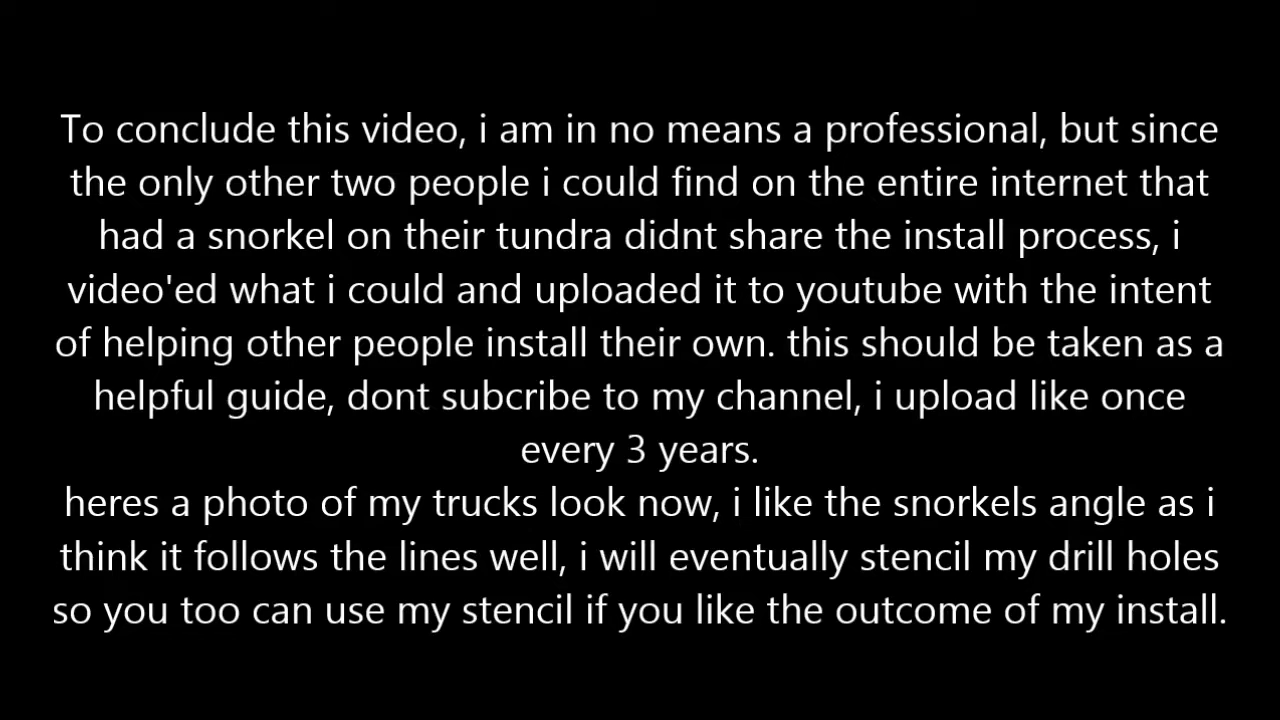 To conclude this video, i am in no means a professional, but since
the only other two people i could find on the entire internet that
had a snorkel on their tundra didnt share the install process, i
video'ed what i could and uploaded it to youtube with the intent
of helping other people install their own. this should be taken as a
helpful guide, dont subcribe to my channel, i upload like once
every 3 years.
heres a photo of my trucks look now, i like the snorkels angle as i
think it follows the lines well, i will eventually stencil my drill holes
so you too can use my stencil if you like the outcome of my install.